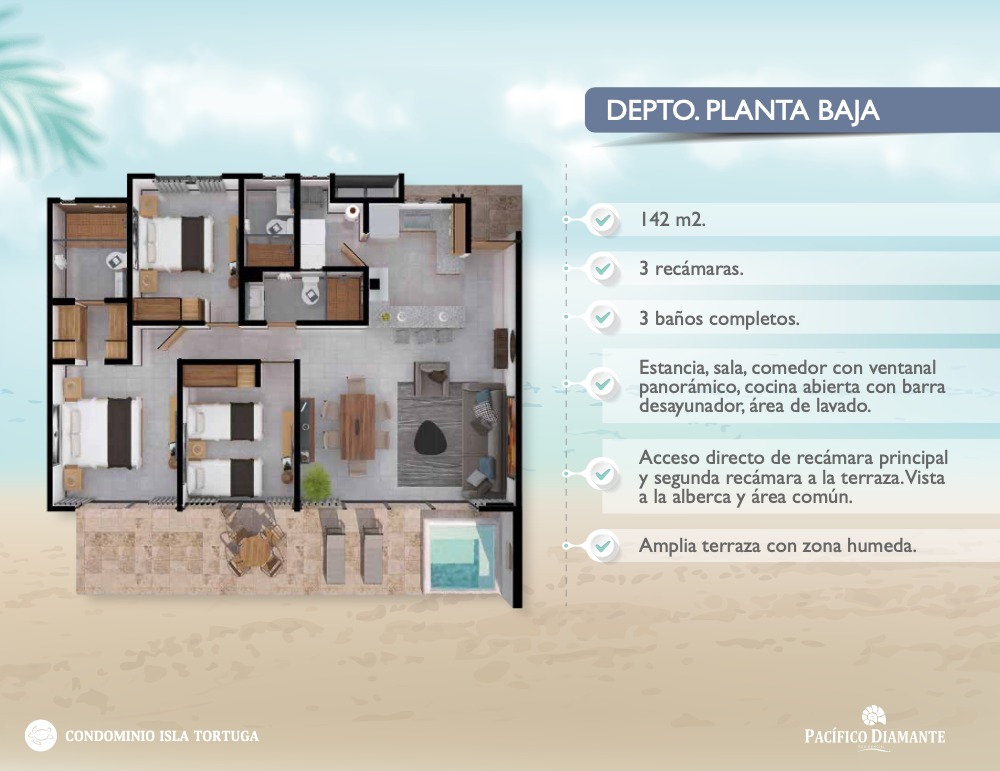 DEPTO. PLANTA BAJA
142 m2.
3 recámaras.
3 baños completos.
Estancia, sala, comedor con ventanal
panorámico, cocina abierta con barra
desayunador, área de lavado.
Acceso directo de recámara principal
y segunda recámara a la terraza. Vista
a la alberca y área común.
Amplia terraza con zona humeda.
CONDOMINIO ISLA TORTUGA
PACÍFICO DIAMANTE